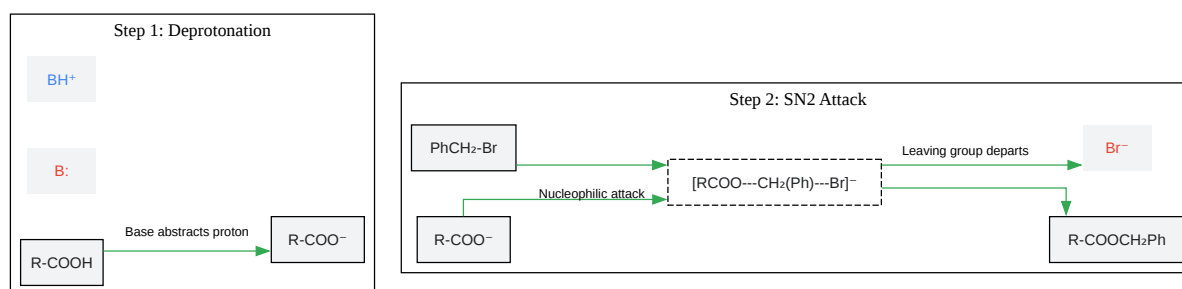 Step 1: Deprotonation
BH⁺
B:
Base abstracts proton
R-COOH
R-COO⁻
Step 2: SN2 Attack
PhCH₂-Br
Nucleophilic attack
R-COO⁻
[RCOO---CH₂(Ph)---Br]⁻
Leaving group departs
Br⁻
R-COOCH₂Ph